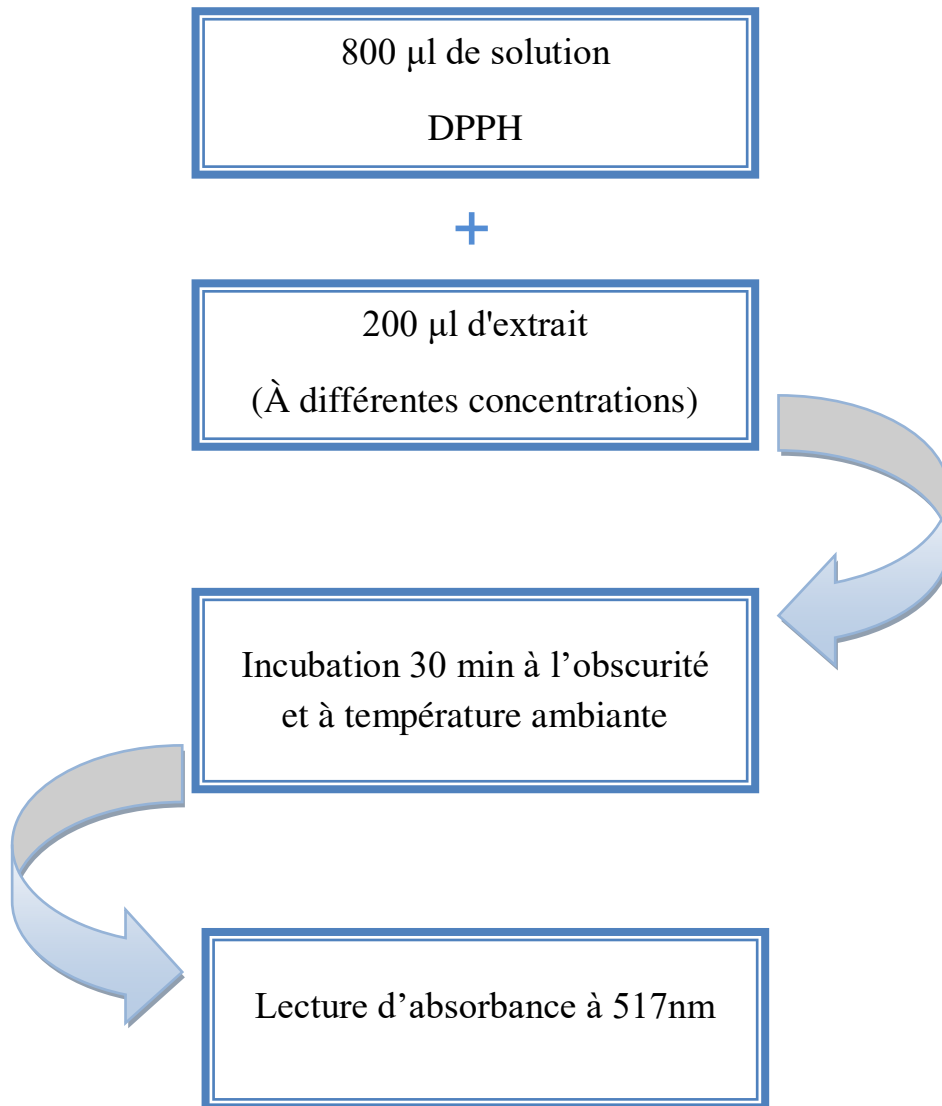 800 μl de solution
DPPH
+
200 μl d'extrait
(À différentes concentrations)
Incubation 30 min à l’obscurité
et à température ambiante
Lecture d’absorbance à 517nm